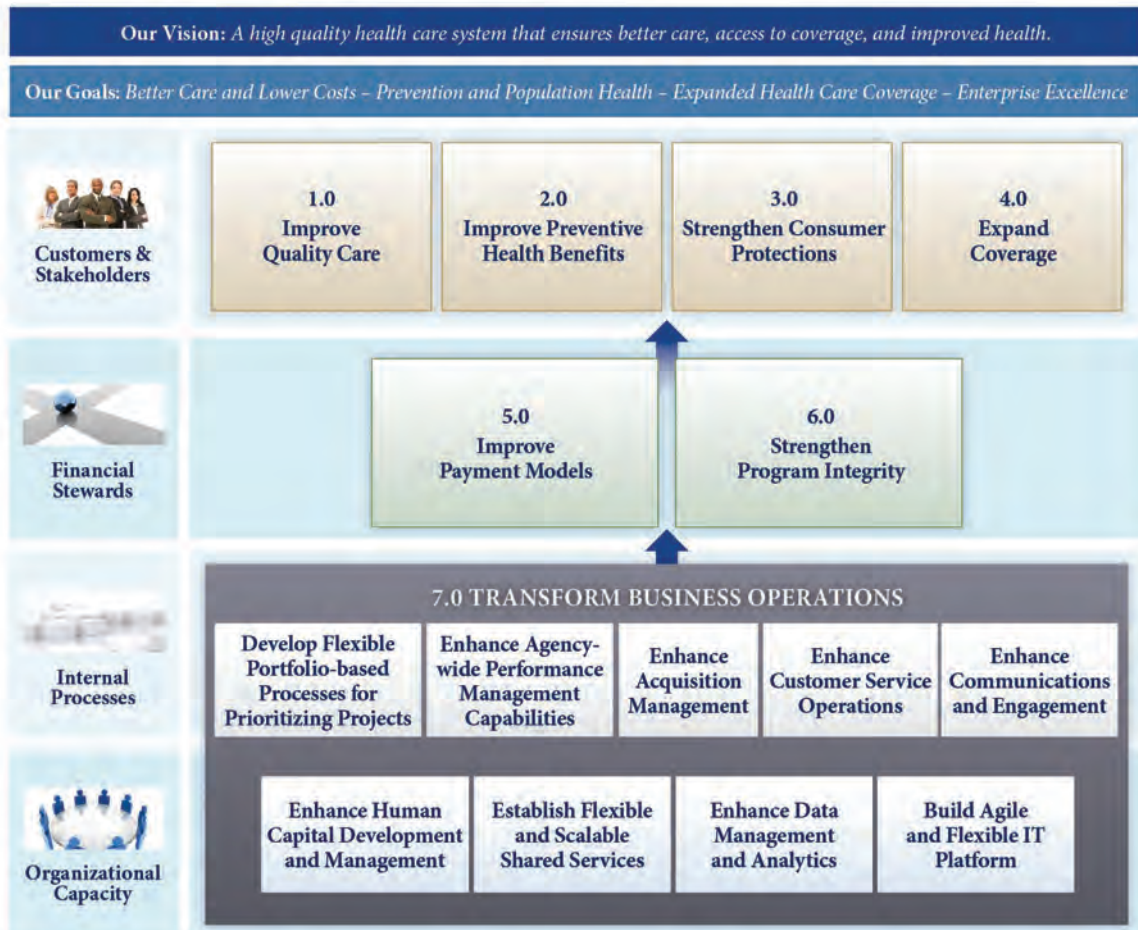 Our Vision: A high quality health care system that ensures better care, access to coverage, and improved health.
Our Goals: Better Care and Lower Costs – Prevention and Population Health – Expanded Health Care Coverage – Enterprise Excellence
Customers &
Stakeholders
1.0
Improve
Quality Care
2.0
Improve Preventive
Health Benefits
3.0
Strengthen Consumer
Protections
4.0
Expand
Coverage
Financial
Stewards
5.0
Improve
Payment Models
6.0
Strengthen
Program Integrity
Internal
Processes
7.0 TRANSFORM BUSINESS OPERATIONS
Develop Flexible
Portfolio-based
Processes for
Prioritizing Projects
Enhance Agency-
wide Performance
Management
Capabilities
Enhance
Acquisition
Management
Enhance
Customer Service
Operations
Enhance
Communications
and Engagement
Organizational
Capacity
Enhance Human
Capital Development
and Management
Establish Flexible
and Scalable
Shared Services
Enhance Data
Management
and Analytics
Build Agile
and Flexible IT
Platform